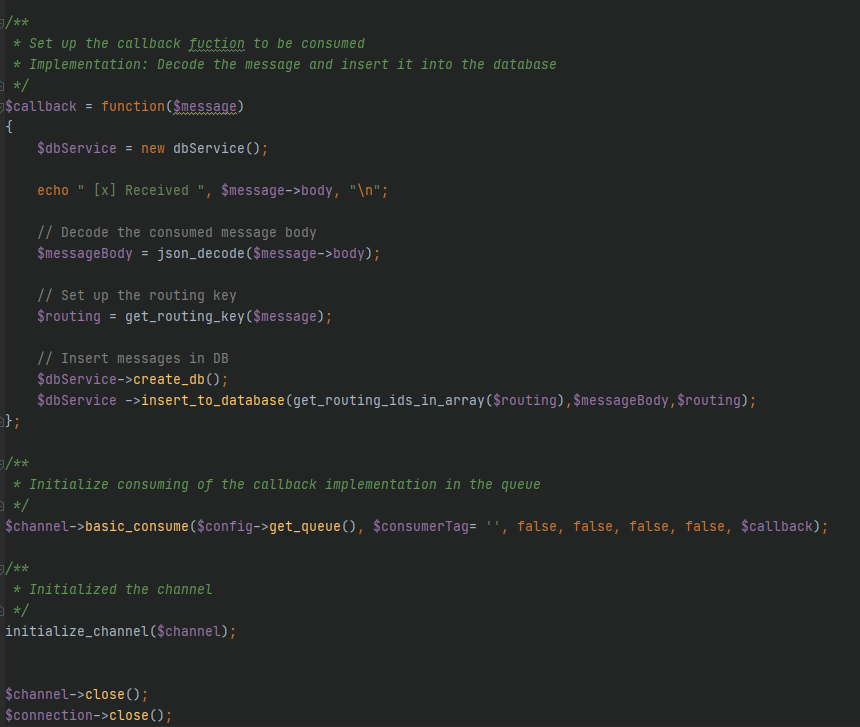 /**
 * Set up the callback fuction to be consumed
 * Implementation: Decode the message and insert it into the database
 */
$callback = function($message)
{
    $dbService = new dbService();

    echo " [x] Received ", $message->body, "\n";

    // Decode the consumed message body
    $messageBody = json_decode($message->body);

    // Set up the routing key
    $routing = get_routing_key($message);

    // Insert messages in DB
    $dbService->create_db();
    $dbService ->insert_to_database(get_routing_ids_in_array($routing),$messageBody,$routing);
};

/**
 * Initialize consuming of the callback implementation in the queue
 */
$channel->basic_consume($config->get_queue(), $consumerTag= '', false, false, false, false, $callback);

/**
 * Initialized the channel
 */
initialize_channel($channel);


$channel->close();
$connection->close();